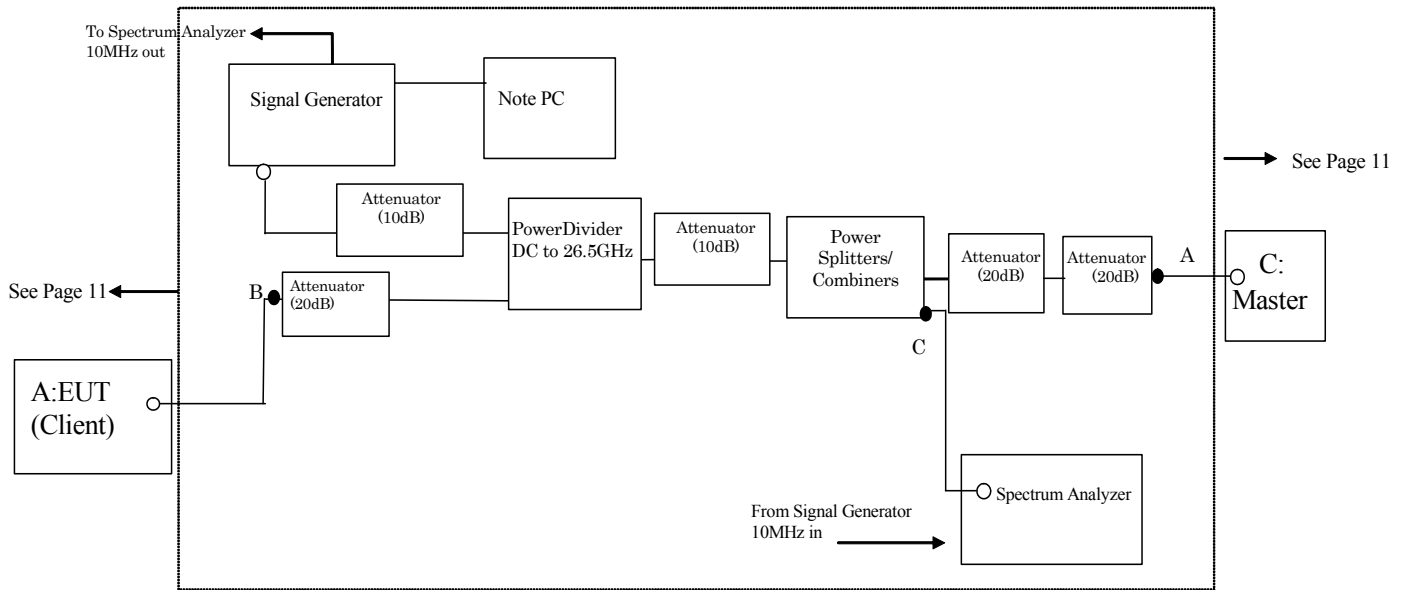 To Spectrum Analyzer
10MHz out
Signal Generator
Note PC
See Page 11
Attenuator
(10dB)
PowerDivider
DC to 26.5GHz
Attenuator
(10dB)
Power
Splitters/
Combiners
Attenuator
(20dB)
Attenuator
(20dB)
A
C:
Master
See Page 11
B
Attenuator
(20dB)
C
A:EUT
(Client)
Spectrum Analyzer
From Signal Generator
10MHz in